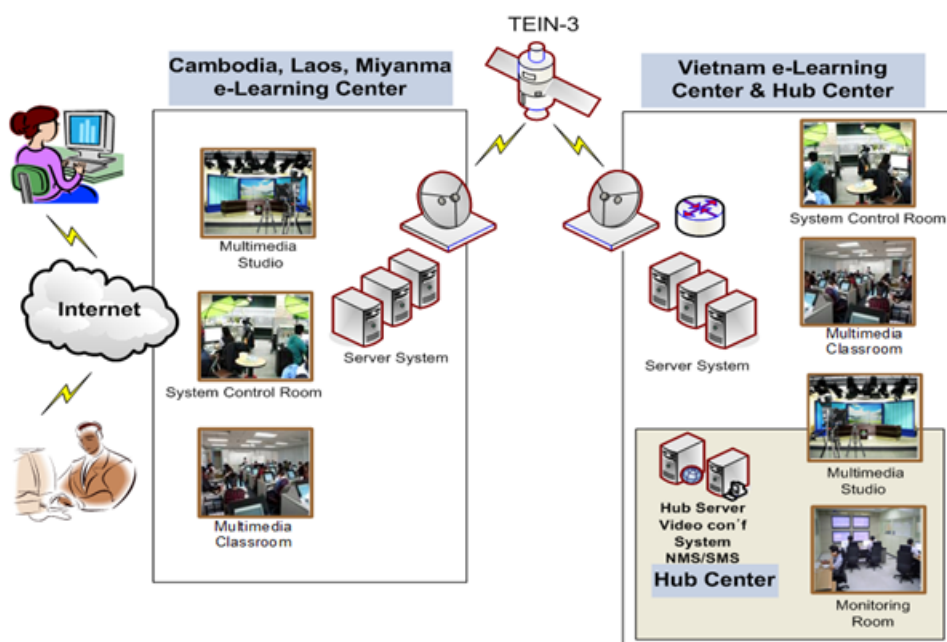 TEIN-3
Cambodia, Laos, Miyanma
e-Learning Center
Vietnam e-Learning
Center & Hub Center
Internet
Multimedia
Studio
System Control Room
Multimedia
Classroom
Server System
Server System
System Control Room
Multimedia
Classroom
Multimedia
Studio
Hub Server
Video con´f
System
NMS/SMS
Hub Center
Monitoring
Room